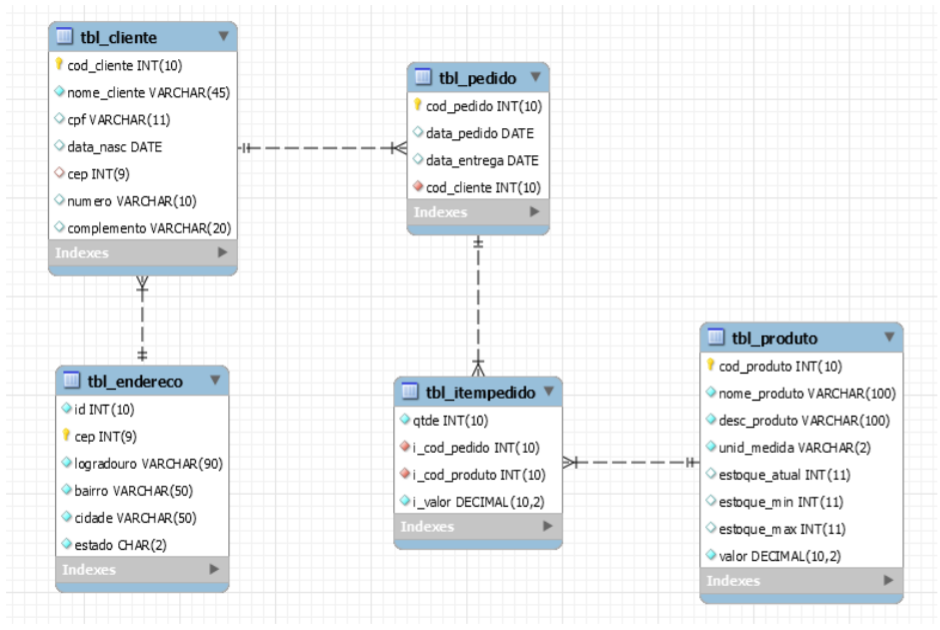 tbl_cliente
cod_cliente INT(10)
nome_cliente VARCHAR(45)
cpf VARCHAR(11)
data_nasc DATE
cep INT(9)
numero VARCHAR(10)
complemento VARCHAR(20)
Indexes
tbl_pedido
cod_pedido INT(10)
data_pedido DATE
data_entrega DATE
cod_cliente INT(10)
Indexes
tbl_endereco
id INT(10)
cep INT(9)
logradouro VARCHAR(90)
bairro VARCHAR(50)
cidade VARCHAR(50)
estado CHAR(2)
Indexes
tbl_itempedido
qtde INT(10)
i_cod_pedido INT(10)
i_cod_produto INT(10)
i_valor DECIMAL(10,2)
Indexes
tbl_produto
cod_produto INT(10)
nome_produto VARCHAR(100)
desc_produto VARCHAR(100)
unid_medida VARCHAR(2)
estoque_atual INT(11)
estoque_min INT(11)
estoque_max INT(11)
valor DECIMAL(10,2)
Indexes